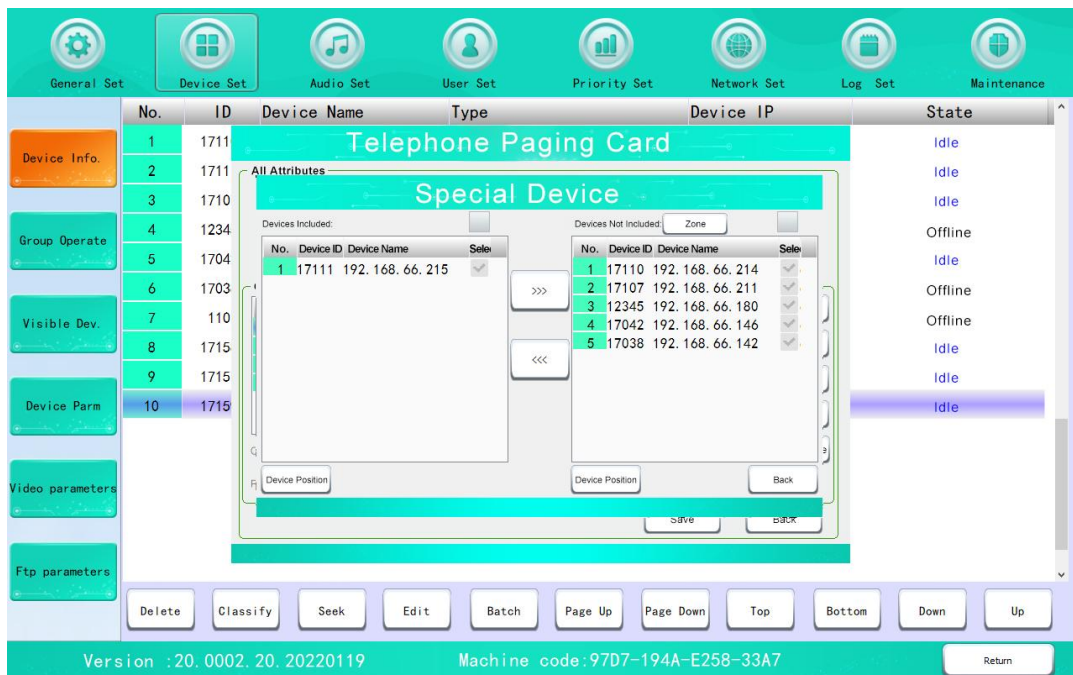 General Set Device Set Audio Set User Set Priority Set Network Set Log Set Maintenance
No. ID Device Name Type Device IP State
Device Info.
Group Operate
Visible Dev.
Device Parm
Video parameters
Ftp parameters
1 1711 Idle
2 1711 Idle
3 1710 Idle
4 1234 Offline
5 1704 Idle
6 1703 Offline
7 110 Offline
8 1715 Idle
9 1715 Idle
10 1715 Idle
Telephone Paging Card
All Attributes
Special Device
Devices Included:
No. Device ID Device Name Sele
1 17111 192.168.66.215
Device Position
>>>
<<<
Devices Not Included: Zone
No. Device ID Device Name Sele
1 17110 192.168.66.214
2 17107 192.168.66.211
3 12345 192.168.66.180
4 17042 192.168.66.146
5 17038 192.168.66.142
Device Position Back
Save Back
Delete Classify Seek Edit Batch Page Up Page Down Top Bottom Down Up
Version :20.0002.20.20220119 Machine code:97D7-194A-E258-33A7 Return